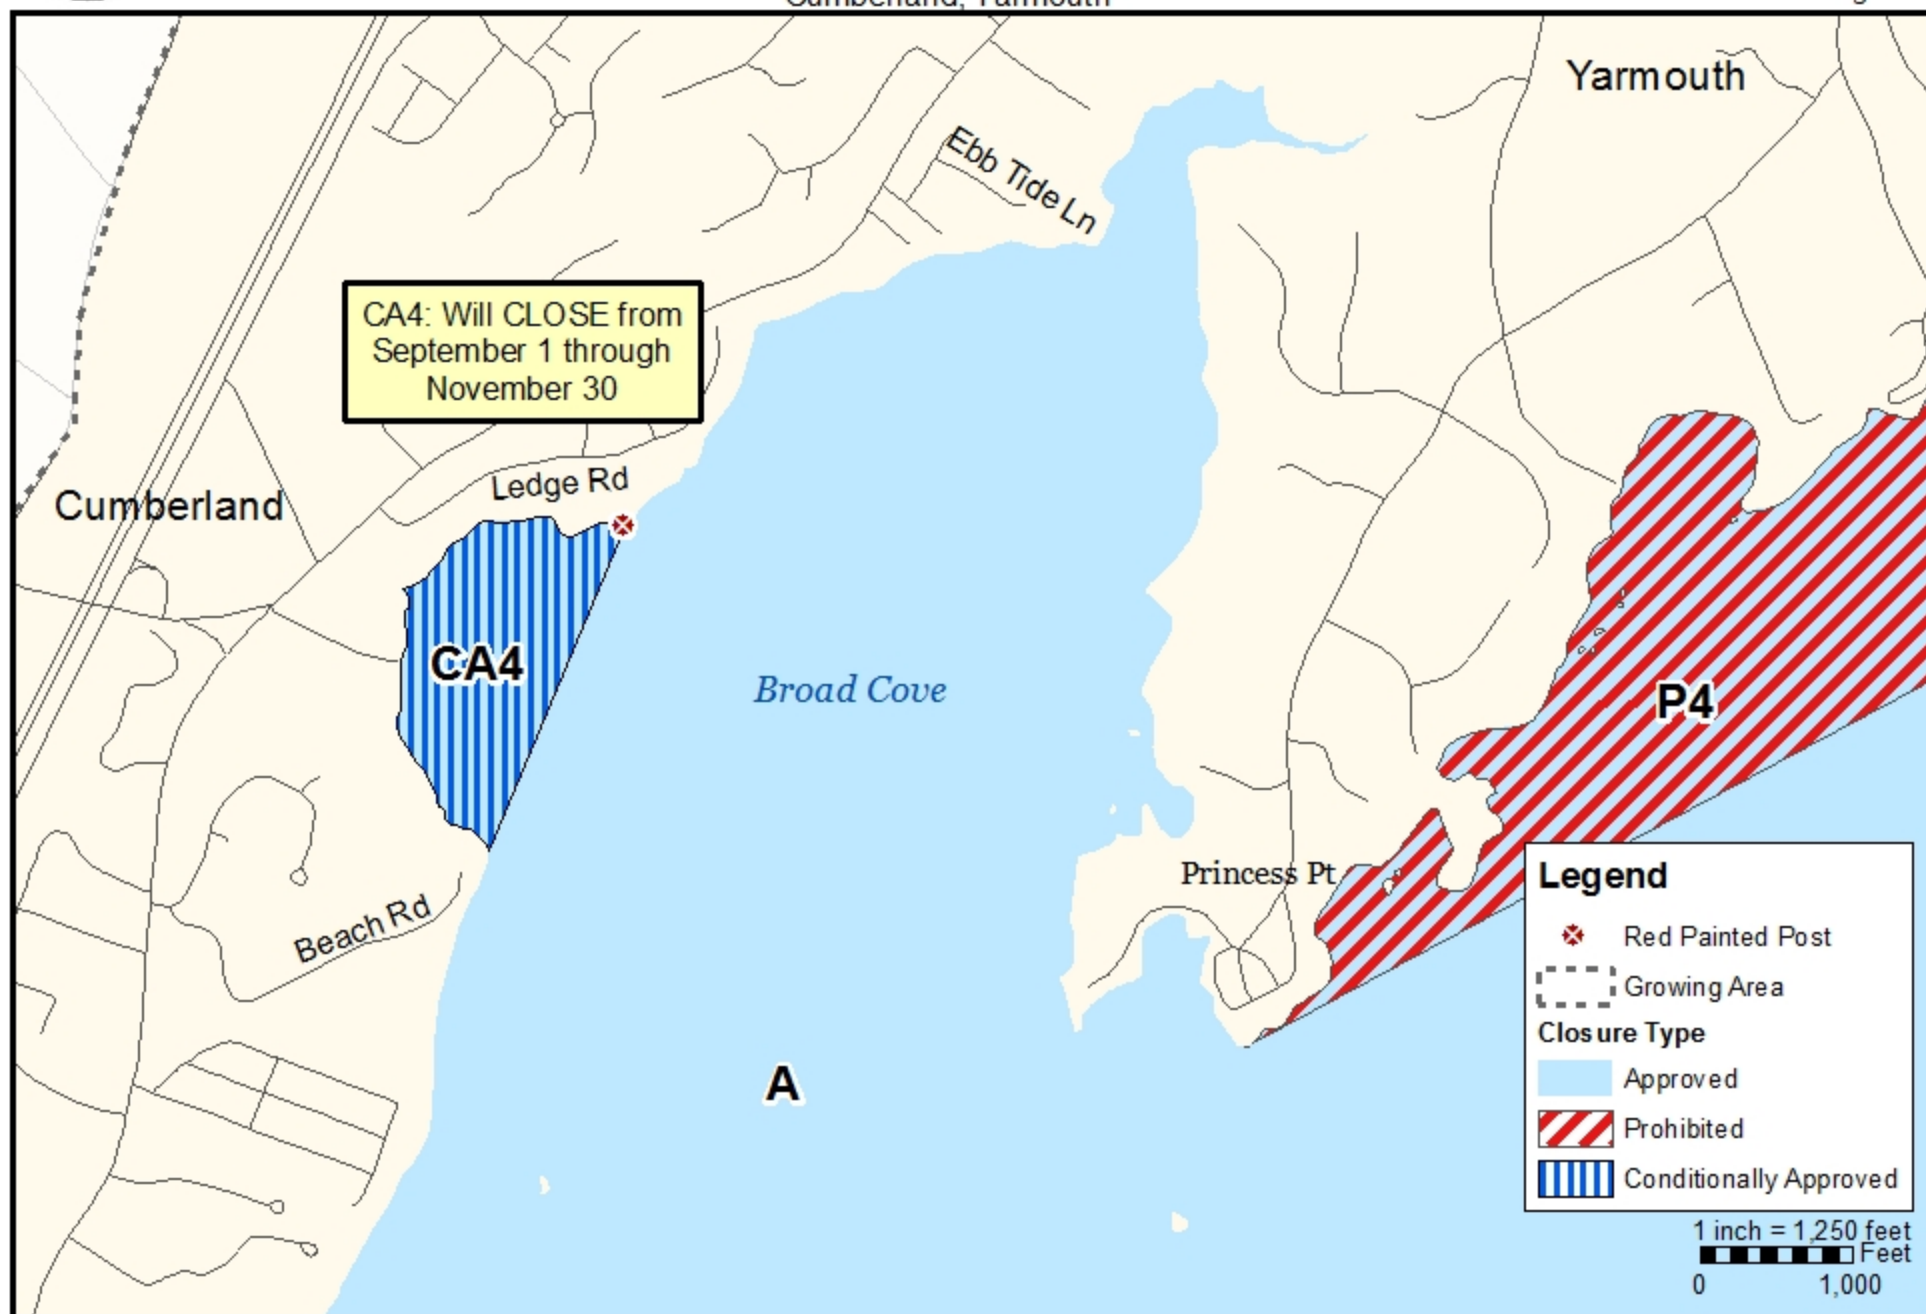 Cumberland, Yarmouth
Yarmouth
Ebb Tide Ln
CA4: Will CLOSE from
September 1 through
November 30
Ledge Rd
Cumberland
CA4
Broad Cove
P4
Princess Pt
Beach Rd
A
Legend
Red Painted Post
Growing Area
Closure Type
Approved
Prohibited
Conditionally Approved
1 inch = 1,250 feet
Feet
0 1,000